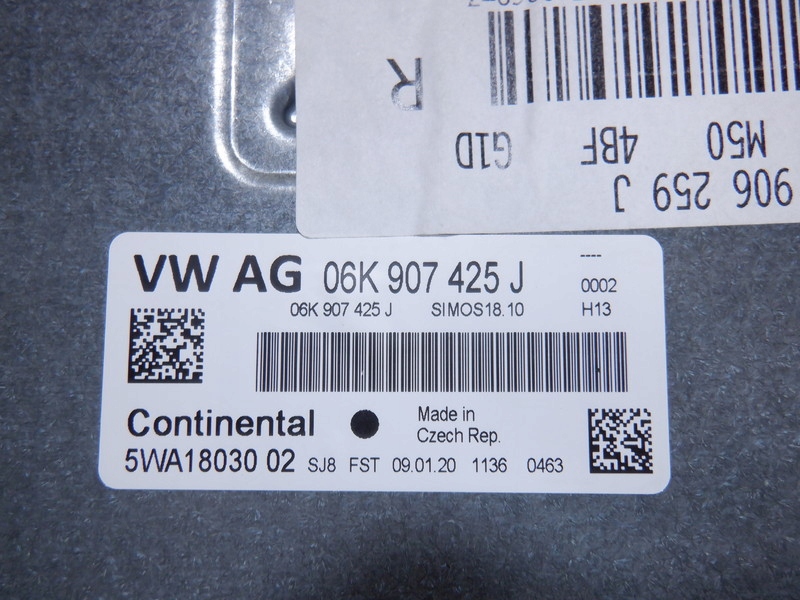 R
G1D 4BF M50
906 259 J
VW AG 06K 907 425 J
----
0002
06K 907 425 J SIMOS18.10 H13
Continental
Made in
Czech Rep.
5WA18030 02 SJ8 FST 09.01.20 1136 0463